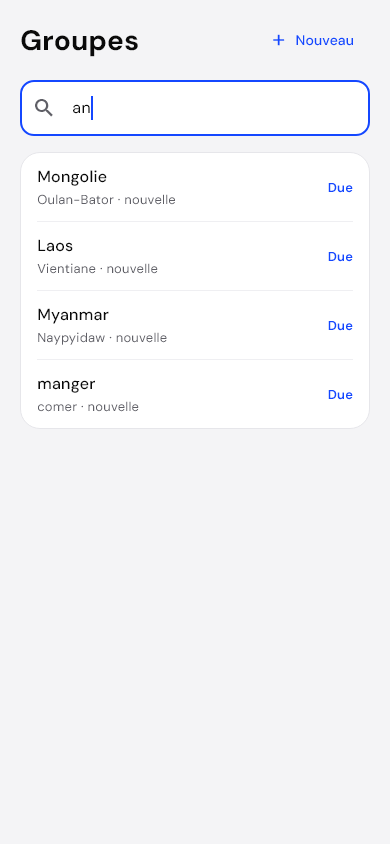 Groupes
Nouveau
an
Mongolie
Oulan-Bator · nouvelle
Due
Laos
Vientiane · nouvelle
Due
Myanmar
Naypyidaw · nouvelle
Due
manger
comer · nouvelle
Due